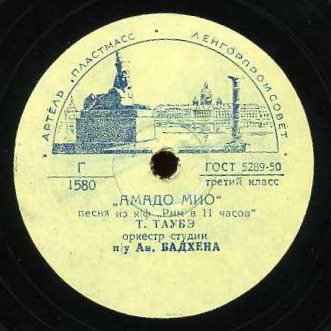 АРТЕЛЬ „ПЛАСТМАСС" • ЛЕНГОРПРОМСОВЕТ
Г
1580
ГОСТ 5289-50
третий класс
„АМАДО МИО"
песня из к/ф „Рим в 11 часов"
Т. ТАУБЭ
оркестр студии
п/у Ан. БАДХЕНА